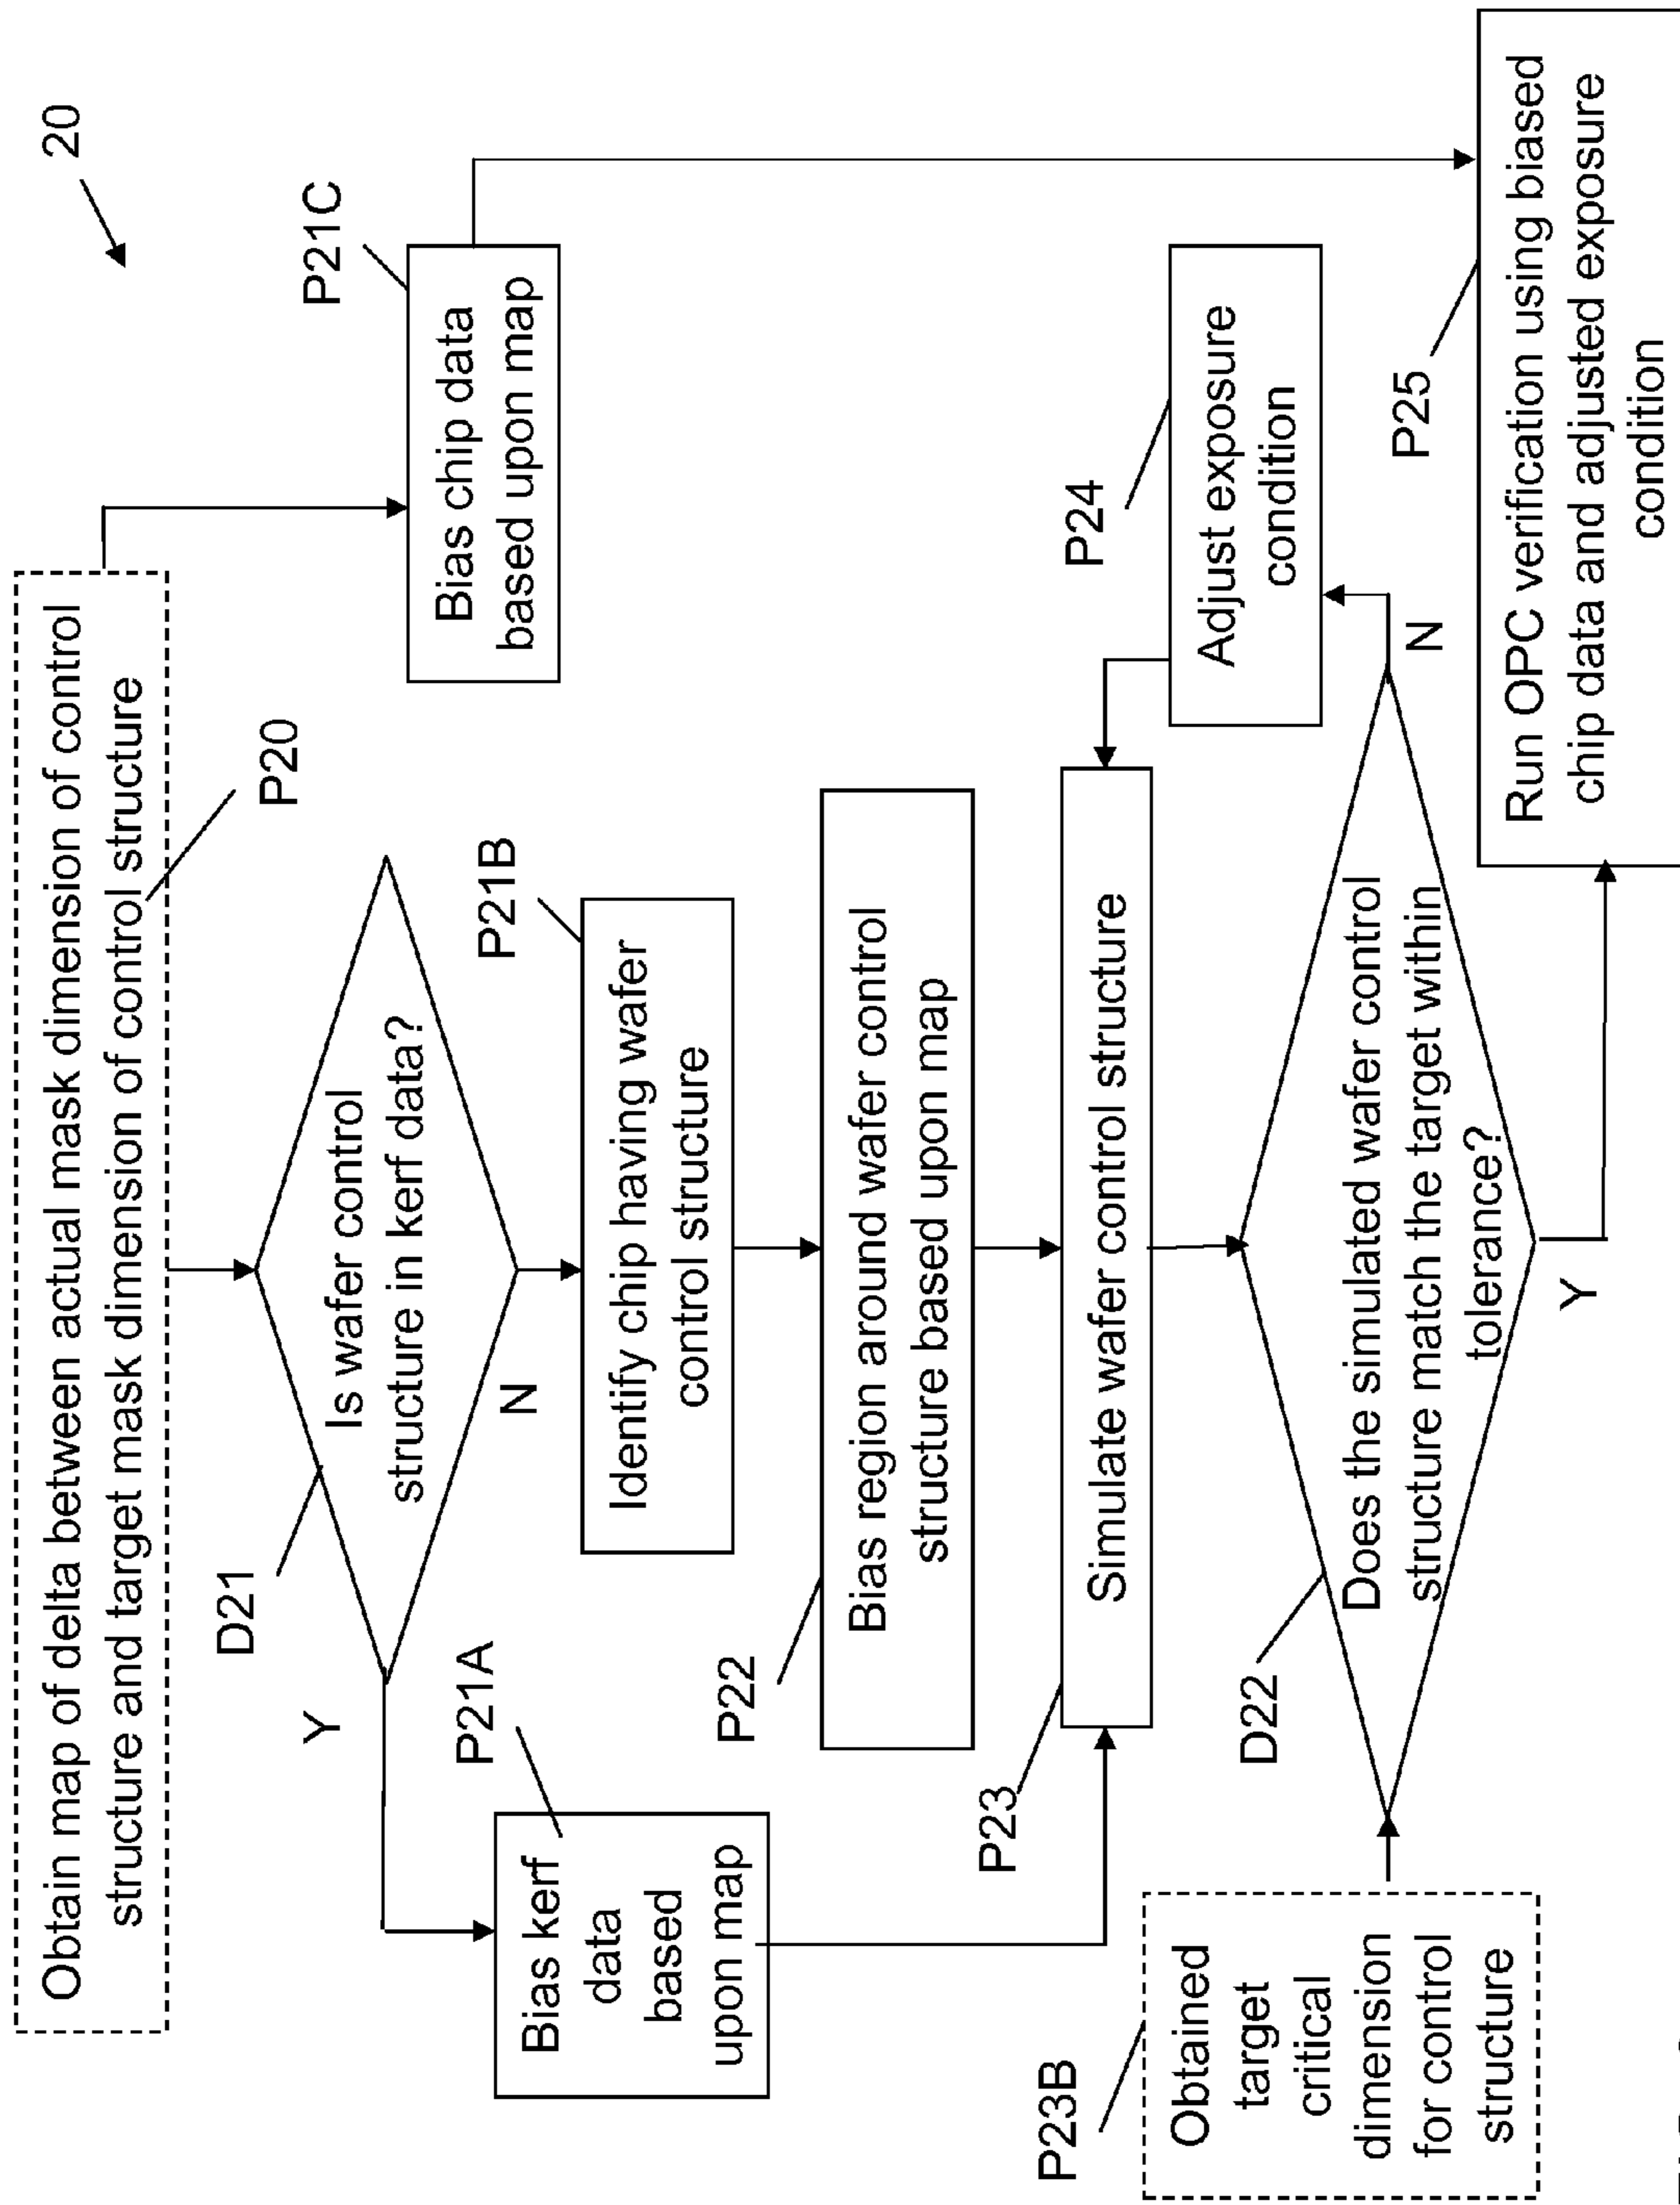 20
Obtain map of delta between actual mask dimension of control
structure and target mask dimension of control structure
P20
D21
Is wafer control
structure in kerf data?
Y
N
P21A
Bias kerf
data
based
upon map
P21B
Identify chip having wafer
control structure
P21C
Bias chip data
based upon map
P22
Bias region around wafer control
structure based upon map
P23
Simulate wafer control structure
P24
Adjust exposure
condition
P23B
Obtained
target
critical
dimension
for control
structure
D22
Does the simulated wafer control
structure match the target within
tolerance?
N
Y
P25
Run OPC verification using biased
chip data and adjusted exposure
condition